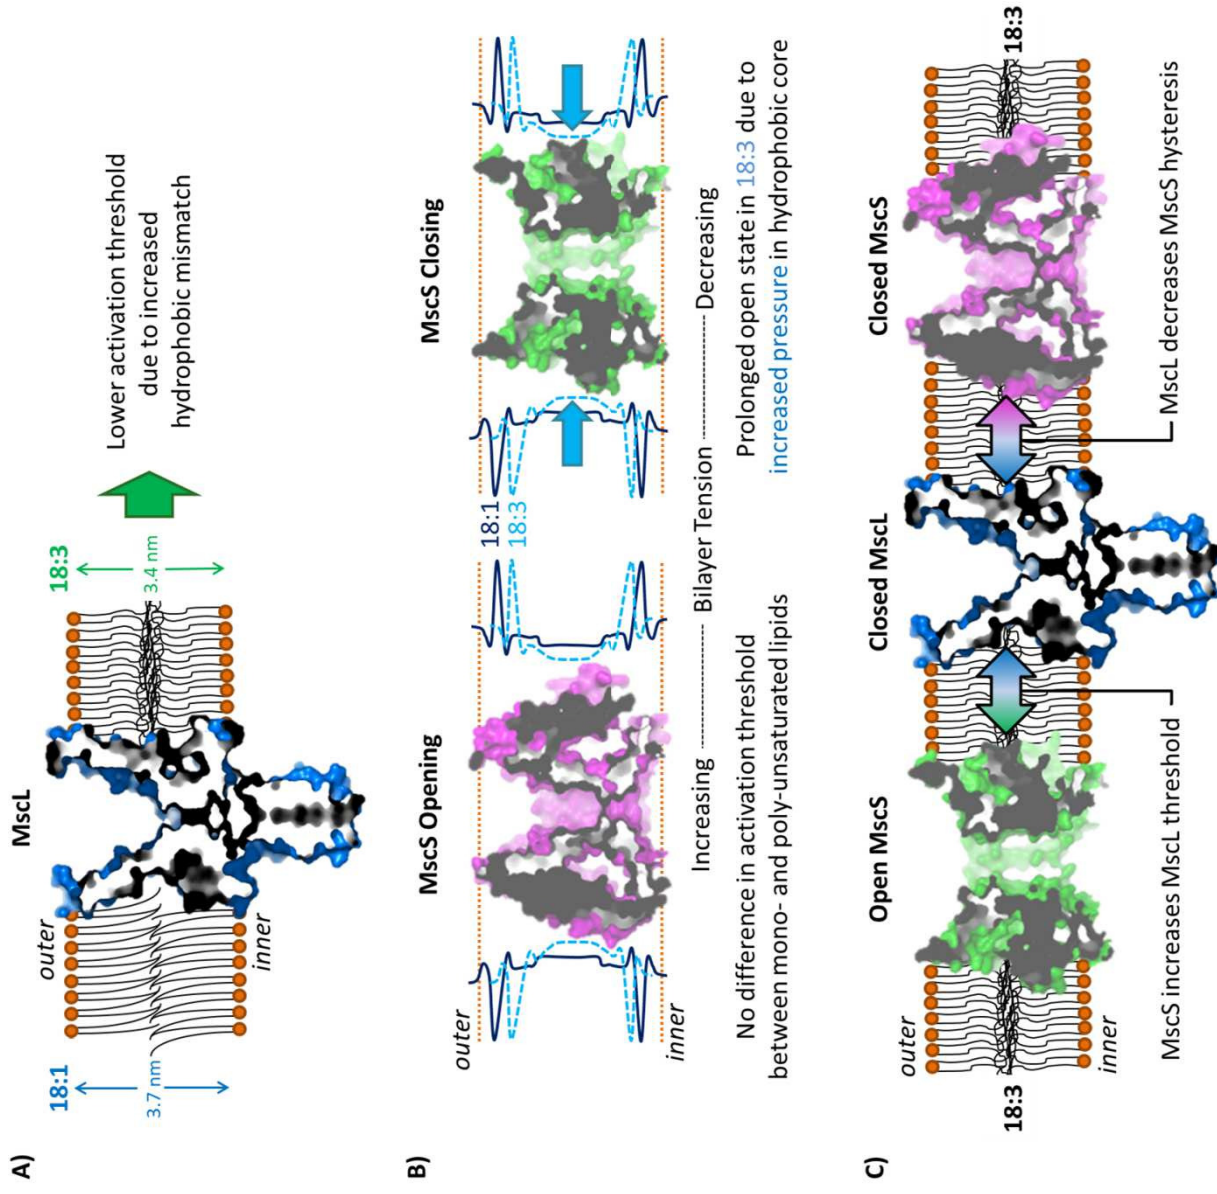 A)
MscL
18:1
3.7 nm
outer
inner
18:3
3.4 nm
Lower activation threshold
due to increased
hydrophobic mismatch
B)
MscS Opening
MscS Closing
outer
inner
18:1
18:3
Increasing ---------------- Bilayer Tension ---------------- Decreasing
No difference in activation threshold
between mono- and poly-unsaturated lipids
Prolonged open state in 18:3 due to
increased pressure in hydrophobic core
C)
Open MscS
Closed MscL
Closed MscS
18:3
outer
inner
18:3
MscS increases MscL threshold
MscL decreases MscS hysteresis